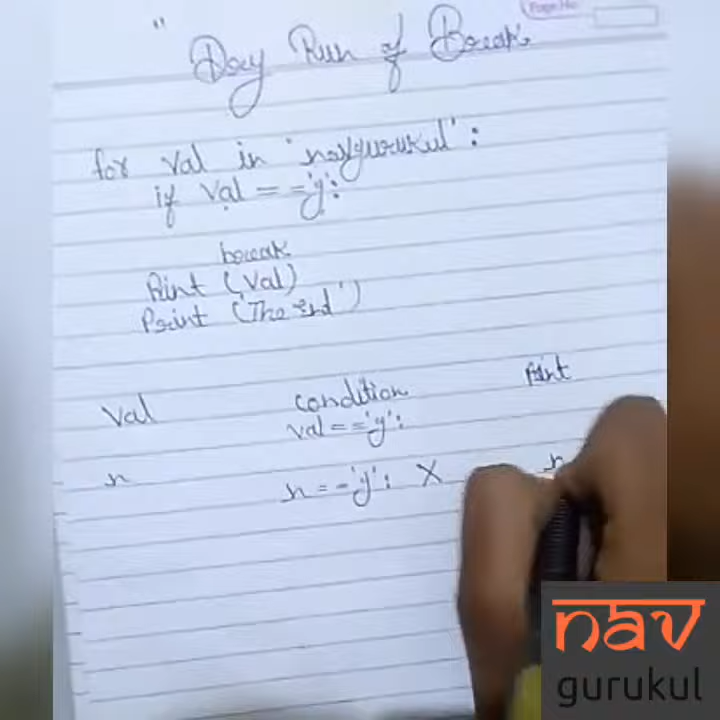 Page No.
" Dry Run of Break
for val in 'navgurukul':
if val == 'y':
break
Print (val)
Print ('The end')
Val condition Print
val == 'y':
n n == 'y': X n
nav
gurukul